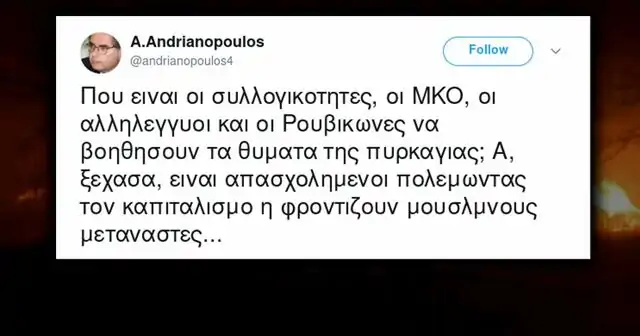 A.Andrianopoulos
@andrianopoulos4
Follow
Που ειναι οι συλλογικοτητες, οι ΜΚΟ, οι
αλληλεγγυοι και οι Ρουβικωνες να
βοηθησουν τα θυματα της πυρκαγιας; Α,
ξεχασα, ειναι απασχολημενοι πολεμωντας
τον καπιταλισμο η φροντιζουν μουσλμνους
μεταναστες...